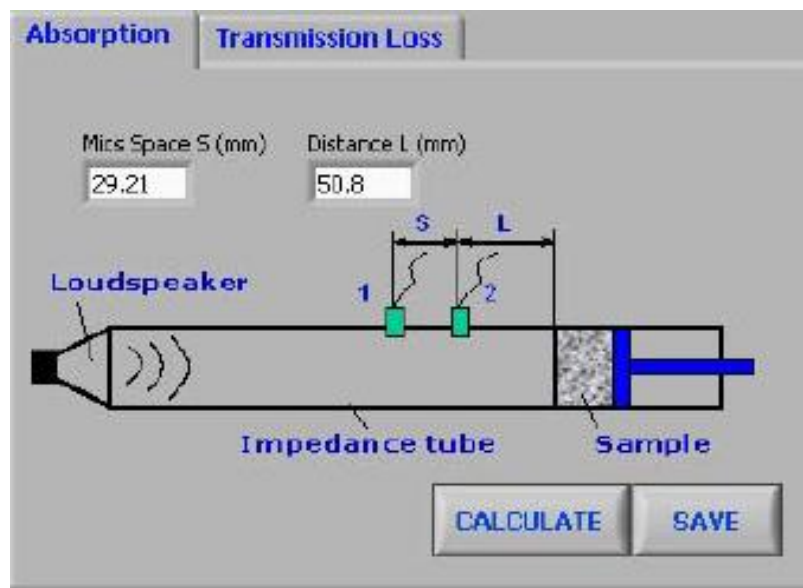 Absorption Transmission Loss
Mics Space S (mm) Distance L (mm)
29.21 50.8
S L
Loudspeaker 1 2
Impedance tube Sample
CALCULATE SAVE